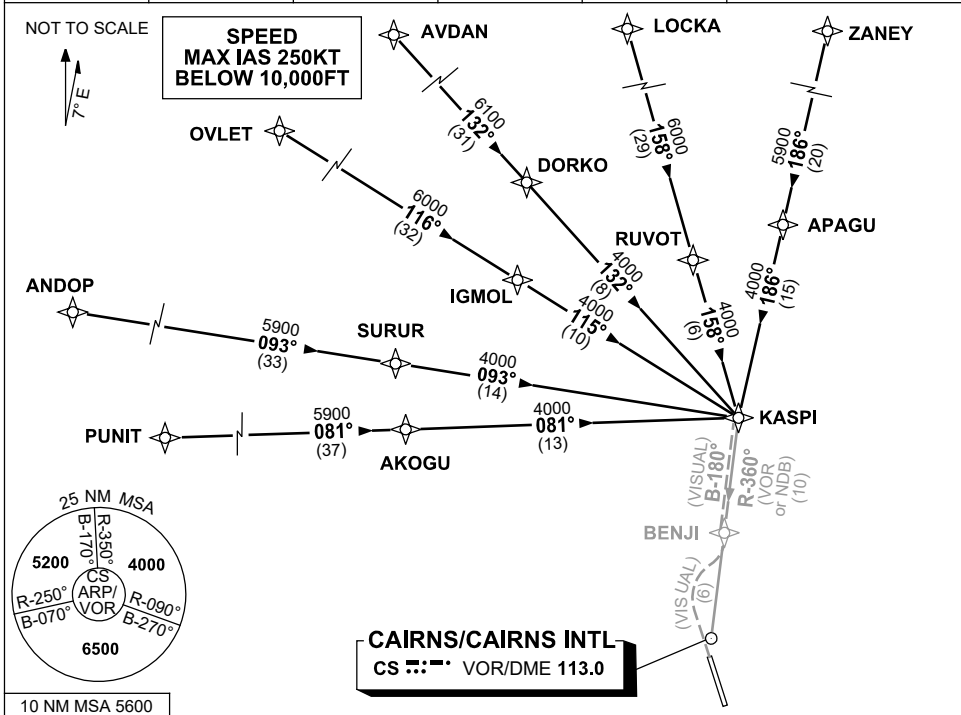 NOT TO SCALE
7° E
SPEED
MAX IAS 250KT
BELOW 10,000FT
AVDAN
LOCKA
ZANEY
OVLET
6100
132°
(31)
6000
158°
(29)
5900
186°
(20)
DORKO
6000
116°
(32)
RUVOT
APAGU
ANDOP
IGMOL
4000
132°
(8)
4000
158°
(6)
4000
186°
(15)
5900
093°
(33)
SURUR
4000
115°
(10)
4000
093°
(14)
PUNIT
5900
081°
(37)
AKOGU
4000
081°
(13)
KASPI
(VISUAL)
B-180°
R-360°
(VOR
or NDB)
(10)
BENJI
(VISUAL)
(6)
25 NM MSA
B-170°
R-350°
5200
4000
CS
ARP/
VOR
R-250°
B-070°
R-090°
B-270°
6500
CAIRNS/CAIRNS INTL
CS VOR/DME 113.0
10 NM MSA 5600